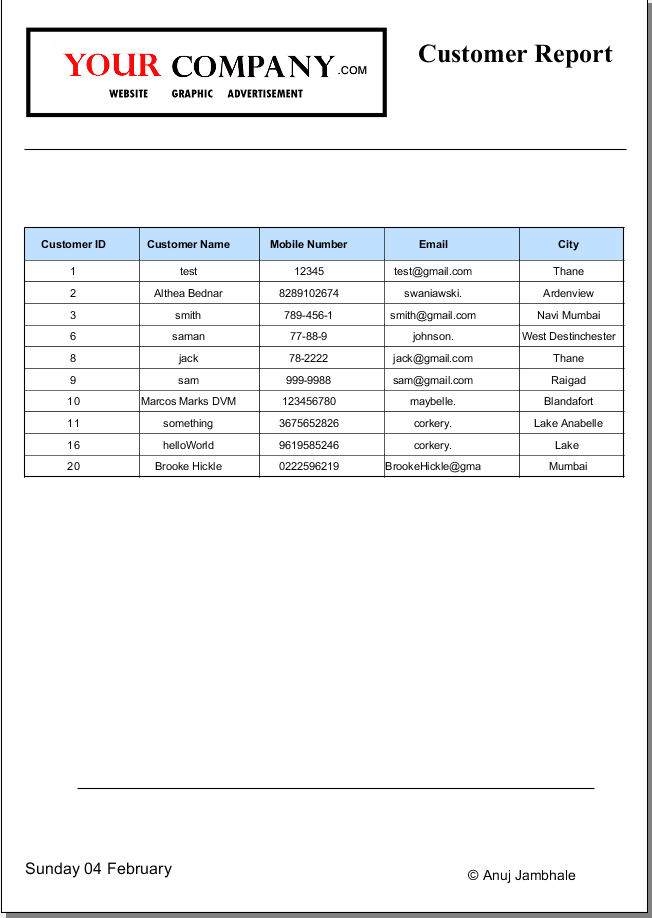 YOUR COMPANY.COM
WEBSITE GRAPHIC ADVERTISEMENT
Customer Report
Customer ID Customer Name Mobile Number Email City
1 test 12345 test@gmail.com Thane
2 Althea Bednar 8289102674 swaniawski. Ardenview
3 smith 789-456-1 smith@gmail.com Navi Mumbai
6 saman 77-88-9 johnson. West Destinchester
8 jack 78-2222 jack@gmail.com Thane
9 sam 999-9988 sam@gmail.com Raigad
10 Marcos Marks DVM 123456780 maybelle. Blandafort
11 something 3675652826 corkery. Lake Anabelle
16 helloWorld 9619585246 corkery. Lake
20 Brooke Hickle 0222596219 BrookeHickle@gma Mumbai
Sunday 04 February
© Anuj Jambhale